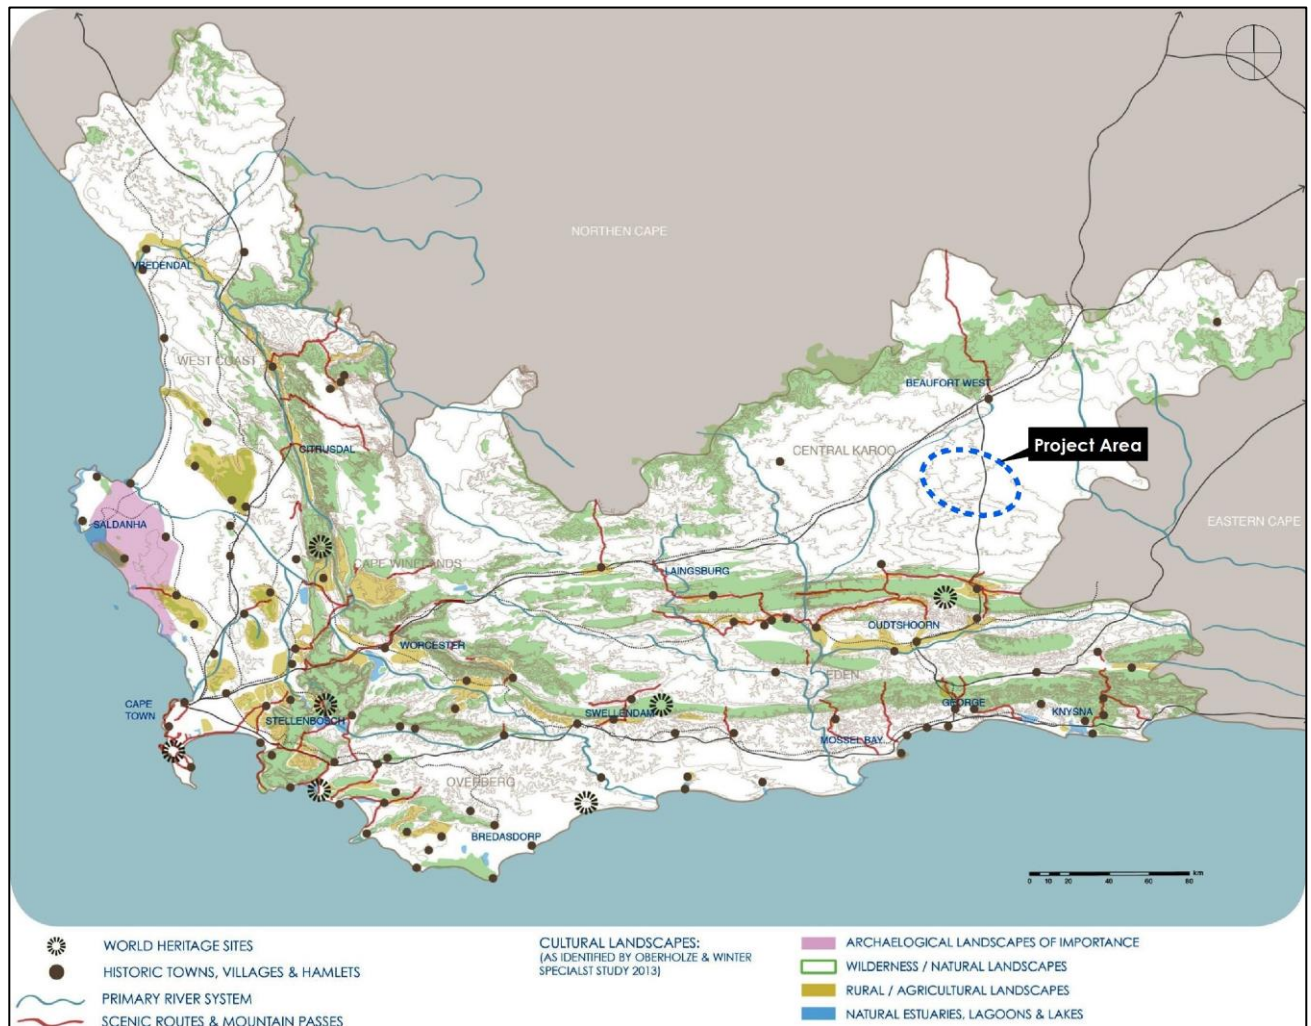 NORTHEN CAPE
VREDENDAL
WEST COAST
BEAUFORT WEST
CENTRAL KAROO
Project Area
CITRUSDAL
SALDANHA
EASTERN CAPE
CAPE WINELANDS
LAINGSBURG
OUDTSHOORN
WORCESTER
EDEN
CAPE
TOWN
STELLENBOSCH
SWELLENDAM
GEORGE
KNYSNA
MOSSEL BAY
OVERBERG
BREDASDORP
0 10 20 40 60 80 km
WORLD HERITAGE SITES
HISTORIC TOWNS, VILLAGES & HAMLETS
PRIMARY RIVER SYSTEM
SCENIC ROUTES & MOUNTAIN PASSES
CULTURAL LANDSCAPES:
(AS IDENTIFIED BY OBERHOLZE & WINTER
SPECIALST STUDY 2013)
ARCHAELOGICAL LANDSCAPES OF IMPORTANCE
WILDERNESS / NATURAL LANDSCAPES
RURAL / AGRICULTURAL LANDSCAPES
NATURAL ESTUARIES, LAGOONS & LAKES